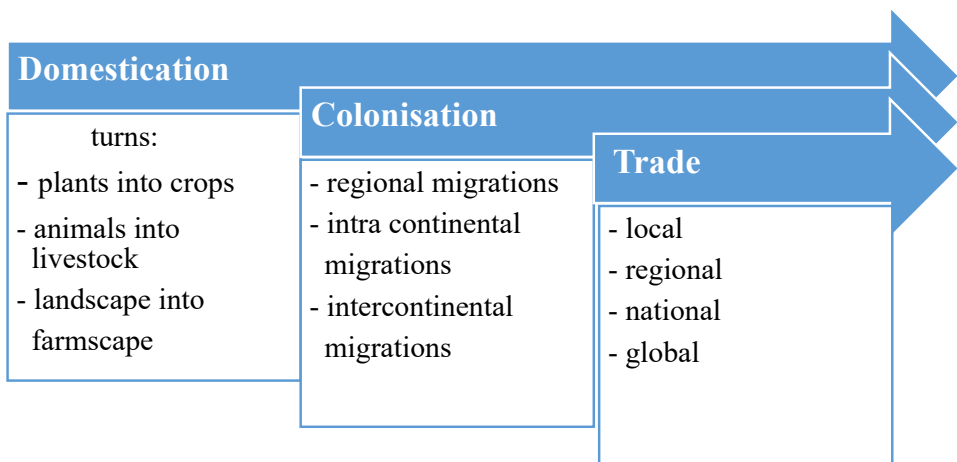 Domestication
turns:
- plants into crops
- animals into
livestock
- landscape into
farmscape
Colonisation
- regional migrations
- intra continental
migrations
- intercontinental
migrations
Trade
- local
- regional
- national
- global